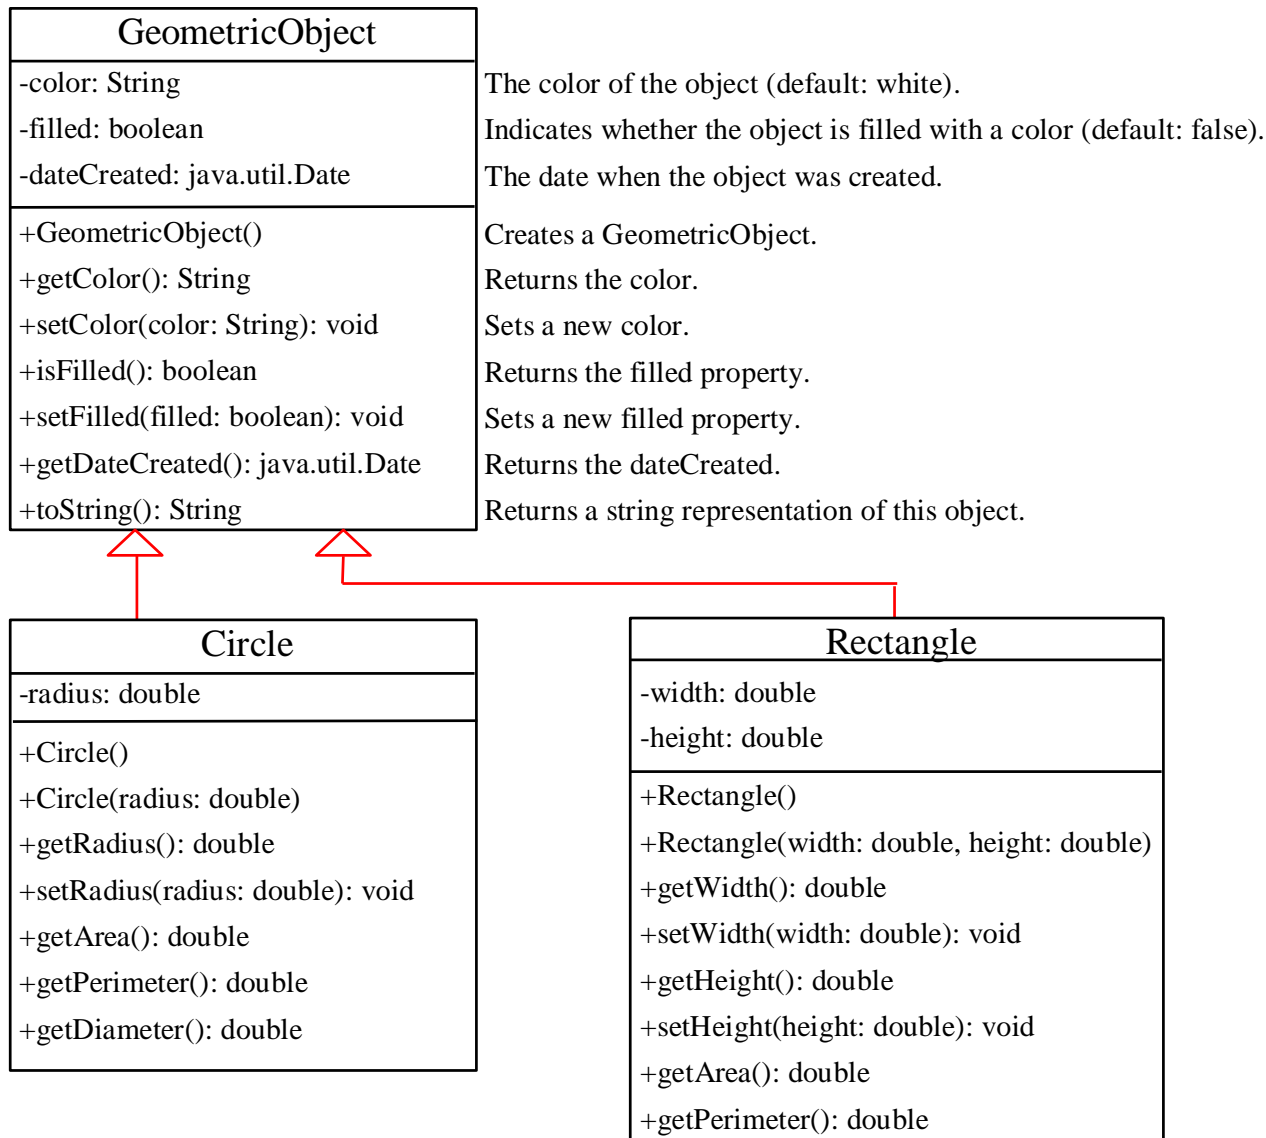 GeometricObject
-color: String
The color of the object (default: white).
-filled: boolean
Indicates whether the object is filled with a color (default: false).
-dateCreated: java.util.Date
The date when the object was created.
+GeometricObject()
Creates a GeometricObject.
+getColor(): String
Returns the color.
+setColor(color: String): void
Sets a new color.
+isFilled(): boolean
Returns the filled property.
+setFilled(filled: boolean): void
Sets a new filled property.
+getDateCreated(): java.util.Date
Returns the dateCreated.
+toString(): String
Returns a string representation of this object.
Circle
-radius: double
+Circle()
+Circle(radius: double)
+getRadius(): double
+setRadius(radius: double): void
+getArea(): double
+getPerimeter(): double
+getDiameter(): double
Rectangle
-width: double
-height: double
+Rectangle()
+Rectangle(width: double, height: double)
+getWidth(): double
+setWidth(width: double): void
+getHeight(): double
+setHeight(height: double): void
+getArea(): double
+getPerimeter(): double